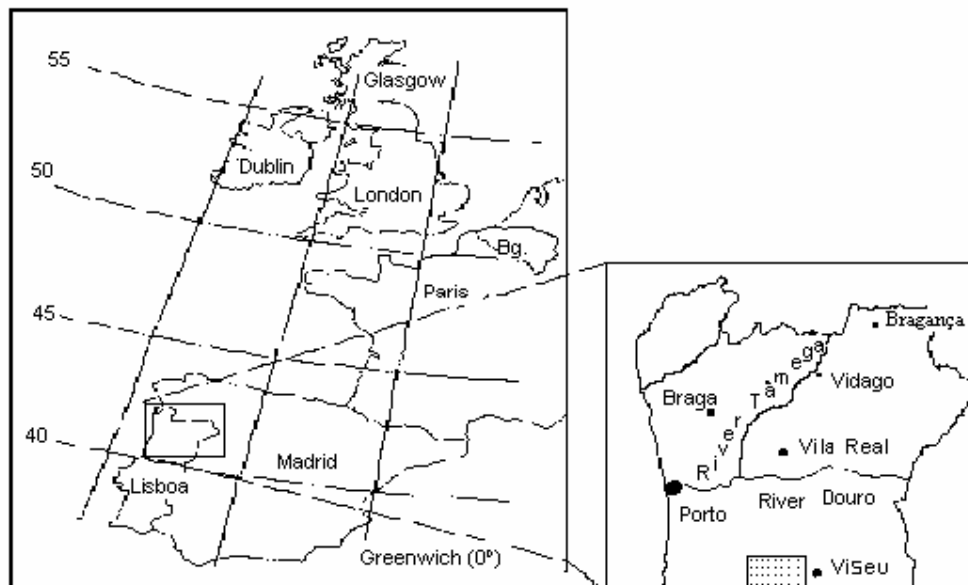 55
Glasgow
Dublin
50
London
Bg.
Paris
45
40
Madrid
Lisboa
Greenwich (0º)
Bragança
River Tâmega
Vidago
Braga
Vila Real
Porto
River Douro
Viseu